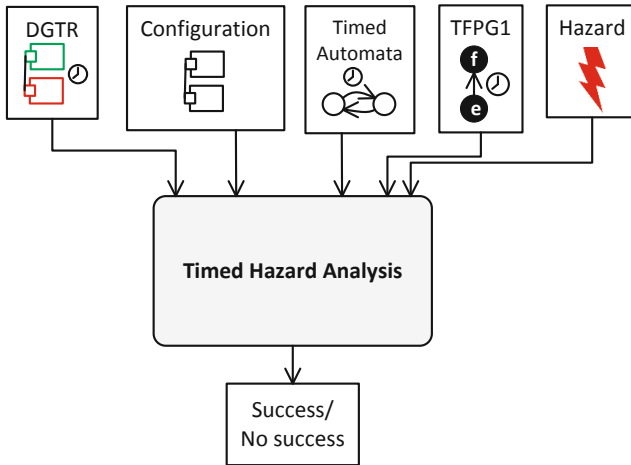 DGTR
Configuration
Timed
Automata
TFPG1
Hazard
f
e
Timed Hazard Analysis
Success/
No success